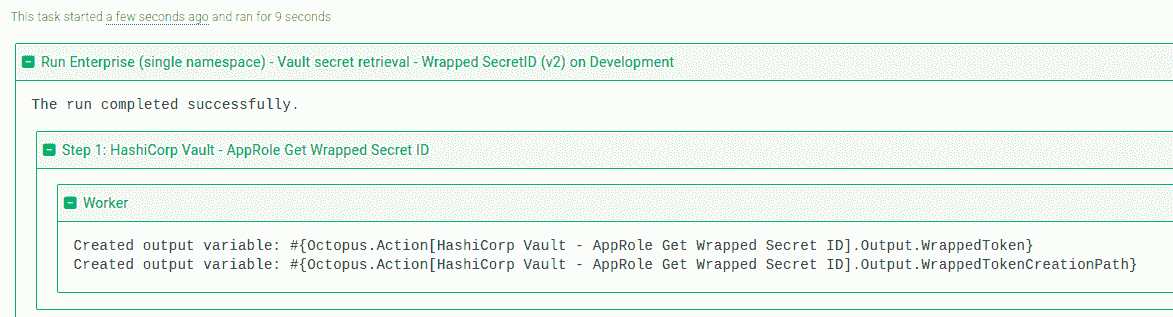 This task started a few seconds ago and ran for 9 seconds
Run Enterprise (single namespace) - Vault secret retrieval - Wrapped SecretID (v2) on Development
The run completed successfully.
Step 1: HashiCorp Vault - AppRole Get Wrapped Secret ID
Worker
Created output variable: #{Octopus.Action[HashiCorp Vault - AppRole Get Wrapped Secret ID].Output.WrappedToken}
Created output variable: #{Octopus.Action[HashiCorp Vault - AppRole Get Wrapped Secret ID].Output.WrappedTokenCreationPath}